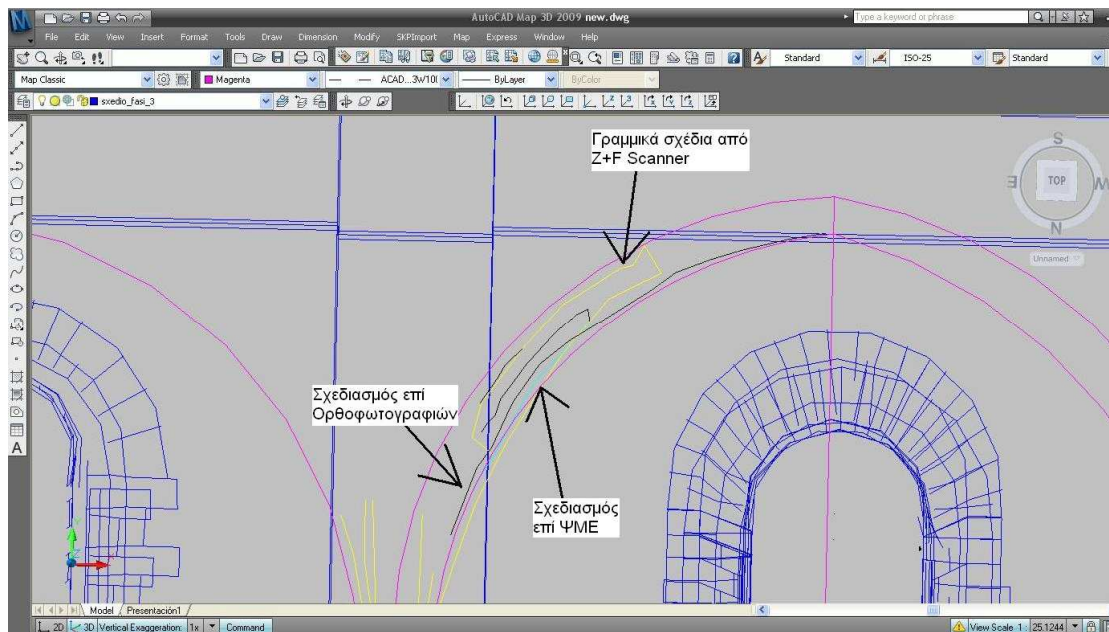 AutoCAD Map 3D 2009 new.dwg
Type a keyword or phrase
File Edit View Insert Format Tools Draw Dimension Modify SKPImport Map Express Window Help
Standard ISO-25 Standard
Map Classic Magenta ACAD...3W10( ByLayer ByColor
sxedio_fasi_3
Γραμμικά σχέδια από
Z+F Scanner
S
E TOP W
N
Unnamed
Σχεδιασμός επί
Ορθοφωτογραφιών
Σχεδιασμός
επί ΨΜΕ
A
Model Presentación1
2D 3D Vertical Exaggeration: 1x Command View Scale 1 : 25.1244